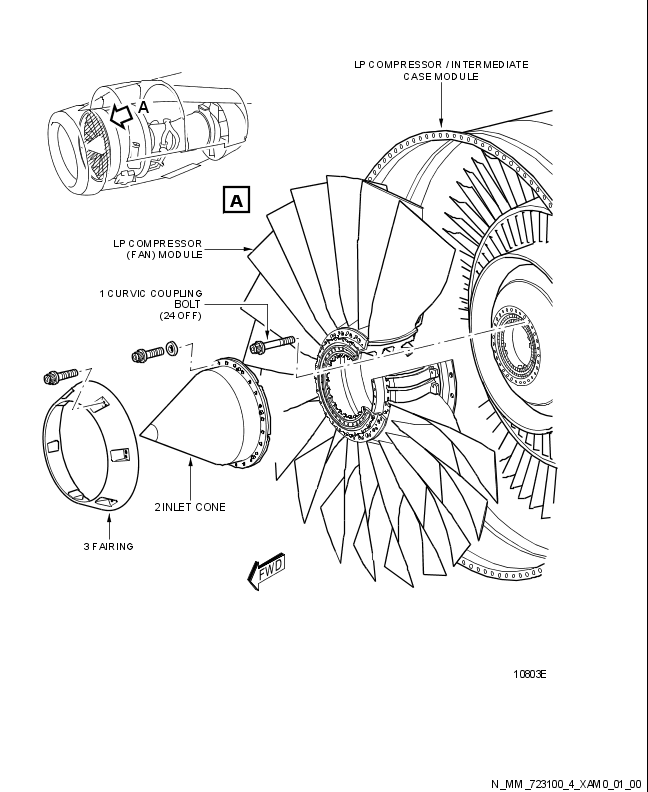 LP COMPRESSOR / INTERMEDIATE
CASE MODULE
A
A
LP COMPRESSOR
(FAN) MODULE
1 CURVIC COUPLING
BOLT
(24 OFF)
2 INLET CONE
3 FAIRING
FWD
10803E
N_MM_723100_4_XAM0_01_00